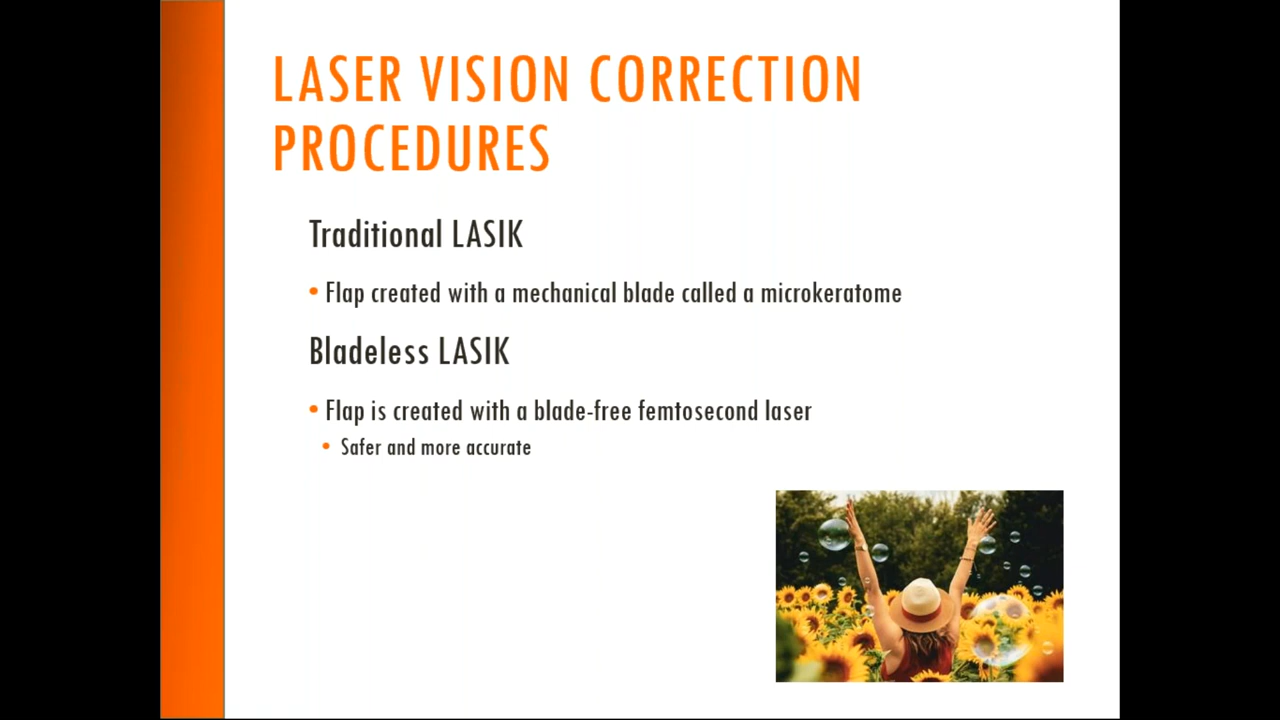 LASER VISION CORRECTION
PROCEDURES
Traditional LASIK
• Flap created with a mechanical blade called a microkeratome
Bladeless LASIK
• Flap is created with a blade-free femtosecond laser
• Safer and more accurate